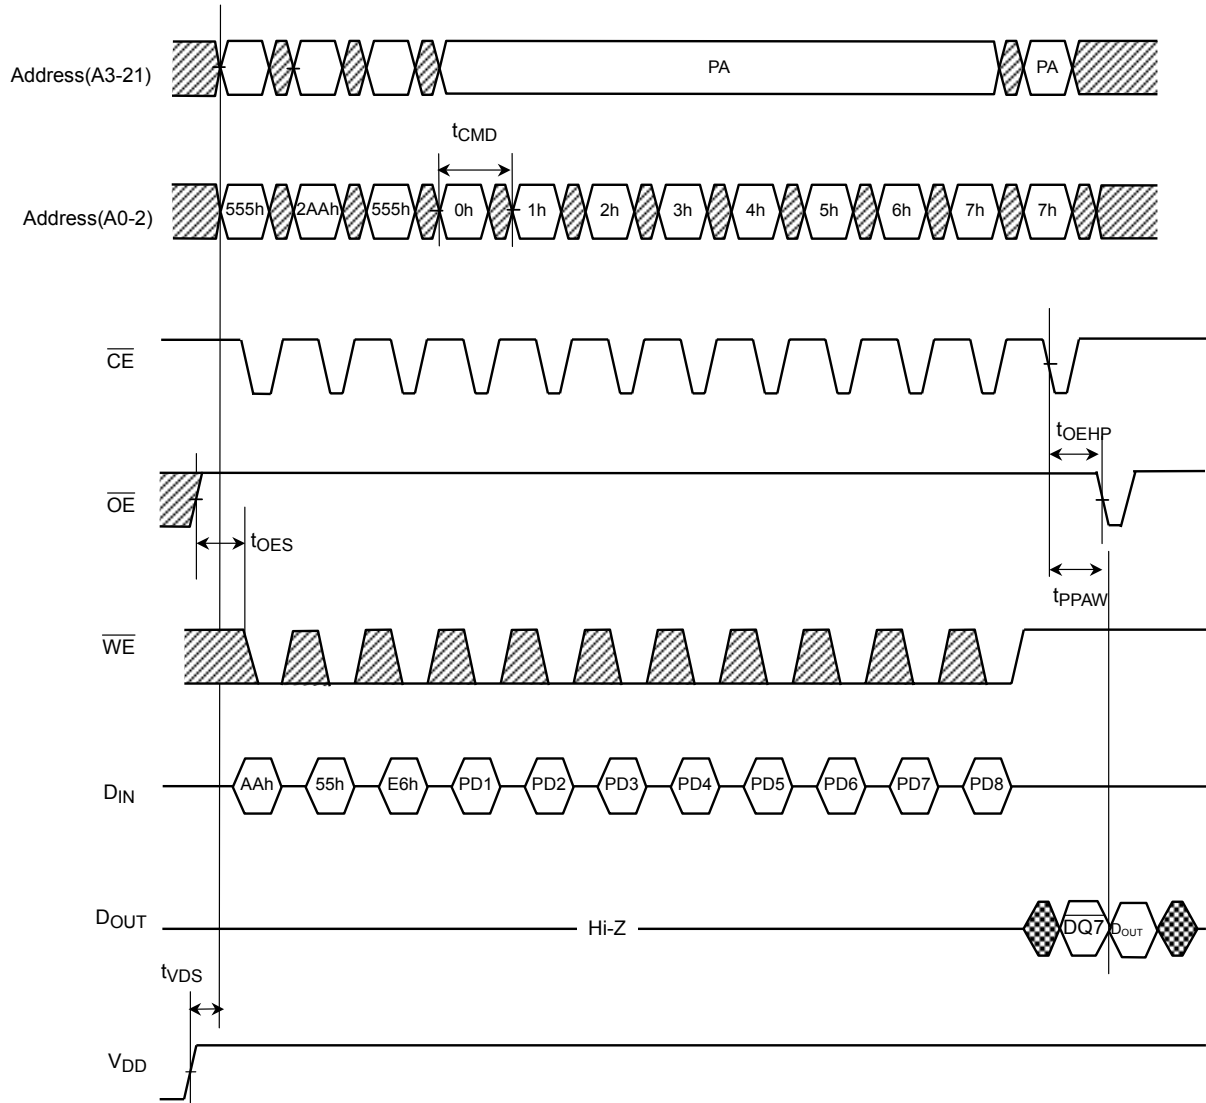 Address(A3-21) PA PA
tCMD
Address(A0-2) 555h 2AAh 555h 0h 1h 2h 3h 4h 5h 6h 7h 7h
CE
tOEHP
OE
tOES
tPPAW
WE
DIN AAh 55h E6h PD1 PD2 PD3 PD4 PD5 PD6 PD7 PD8
DOUT Hi-Z DQ7 DOUT
tVDS
VDD